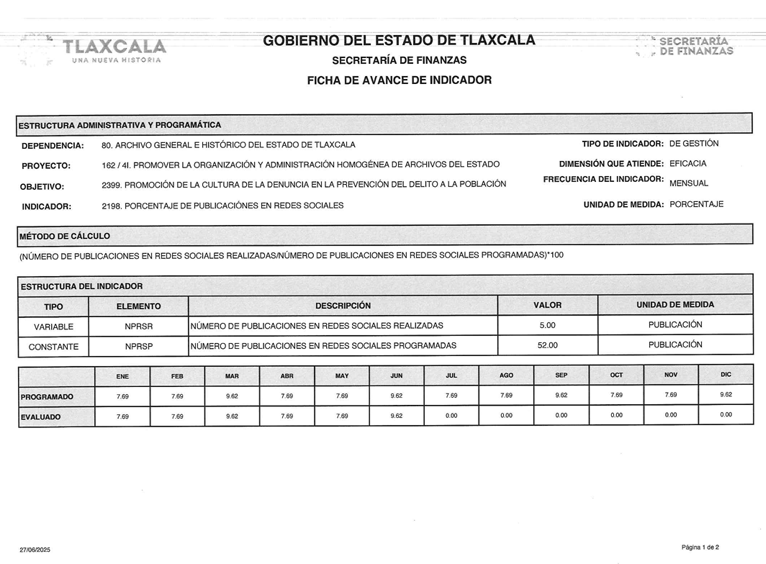 TLAXCALA
UNA NUEVA HISTORIA
GOBIERNO DEL ESTADO DE TLAXCALA
SECRETARÍA DE FINANZAS
FICHA DE AVANCE DE INDICADOR
SECRETARÍA
DE FINANZAS
ESTRUCTURA ADMINISTRATIVA Y PROGRAMÁTICA
DEPENDENCIA: 80. ARCHIVO GENERAL E HISTÓRICO DEL ESTADO DE TLAXCALA TIPO DE INDICADOR: DE GESTIÓN
PROYECTO: 162 / 4I. PROMOVER LA ORGANIZACIÓN Y ADMINISTRACIÓN HOMOGÉNEA DE ARCHIVOS DEL ESTADO DIMENSIÓN QUE ATIENDE: EFICACIA
OBJETIVO: 2399. PROMOCIÓN DE LA CULTURA DE LA DENUNCIA EN LA PREVENCIÓN DEL DELITO A LA POBLACIÓN FRECUENCIA DEL INDICADOR: MENSUAL
INDICADOR: 2198. PORCENTAJE DE PUBLICACIÓNES EN REDES SOCIALES UNIDAD DE MEDIDA: PORCENTAJE
MÉTODO DE CÁLCULO
(NÚMERO DE PUBLICACIONES EN REDES SOCIALES REALIZADAS/NÚMERO DE PUBLICACIONES EN REDES SOCIALES PROGRAMADAS)*100
ESTRUCTURA DEL INDICADOR
TIPO ELEMENTO DESCRIPCIÓN VALOR UNIDAD DE MEDIDA
VARIABLE NPRSR NÚMERO DE PUBLICACIONES EN REDES SOCIALES REALIZADAS 5.00 PUBLICACIÓN
CONSTANTE NPRSP NÚMERO DE PUBLICACIONES EN REDES SOCIALES PROGRAMADAS 52.00 PUBLICACIÓN
ENE FEB MAR ABR MAY JUN JUL AGO SEP OCT NOV DIC
PROGRAMADO 7.69 7.69 9.62 7.69 7.69 9.62 7.69 7.69 9.62 7.69 7.69 9.62
EVALUADO 7.69 7.69 9.62 7.69 7.69 9.62 0.00 0.00 0.00 0.00 0.00 0.00
27/06/2025
Página 1 de 2